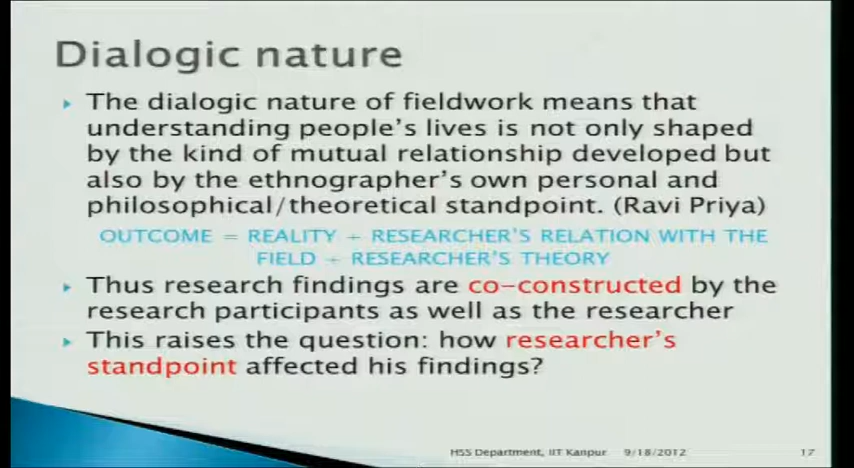 Dialogic nature
The dialogic nature of fieldwork means that
understanding people's lives is not only shaped
by the kind of mutual relationship developed but
also by the ethnographer's own personal and
philosophical/theoretical standpoint. (Ravi Priya)
OUTCOME = REALITY + RESEARCHER'S RELATION WITH THE
FIELD + RESEARCHER'S THEORY
Thus research findings are co-constructed by the
research participants as well as the researcher
This raises the question: how researcher's
standpoint affected his findings?
HSS Department, IIT Kanpur 9/18/2012 17